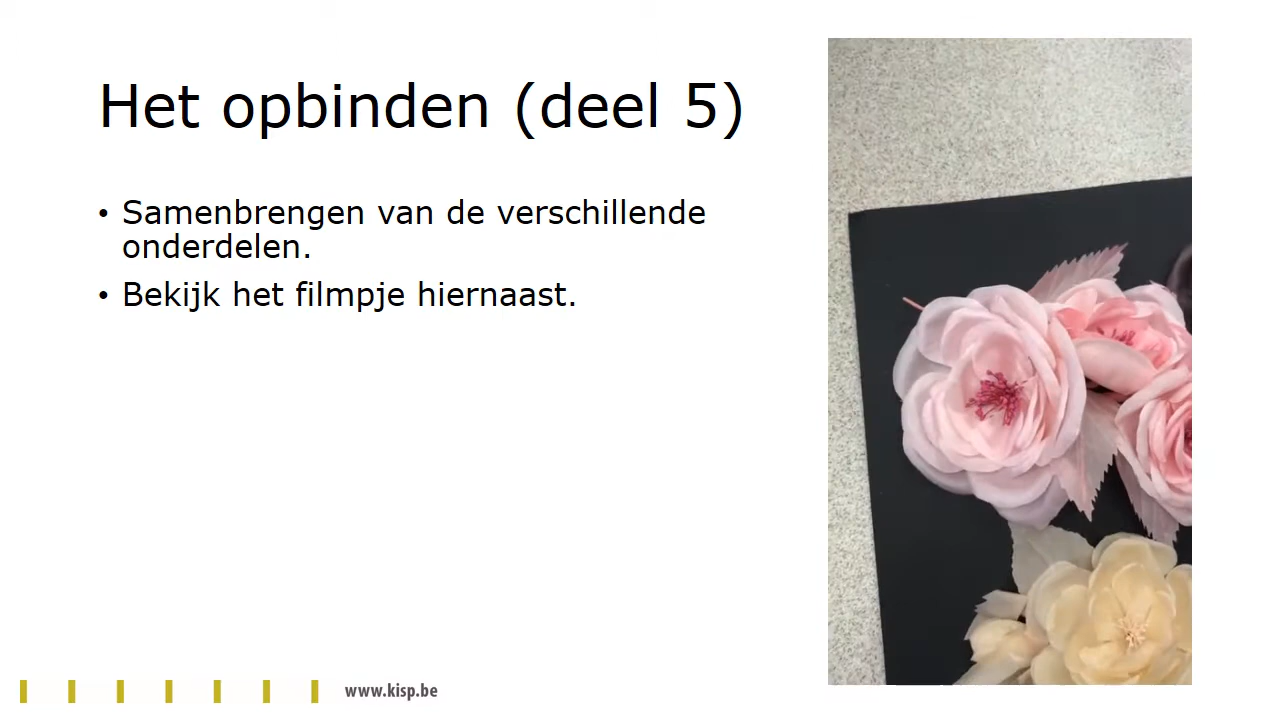 Het opbinden (deel 5)
• Samenbrengen van de verschillende
onderdelen.
• Bekijk het filmpje hiernaast.
www.kisp.be